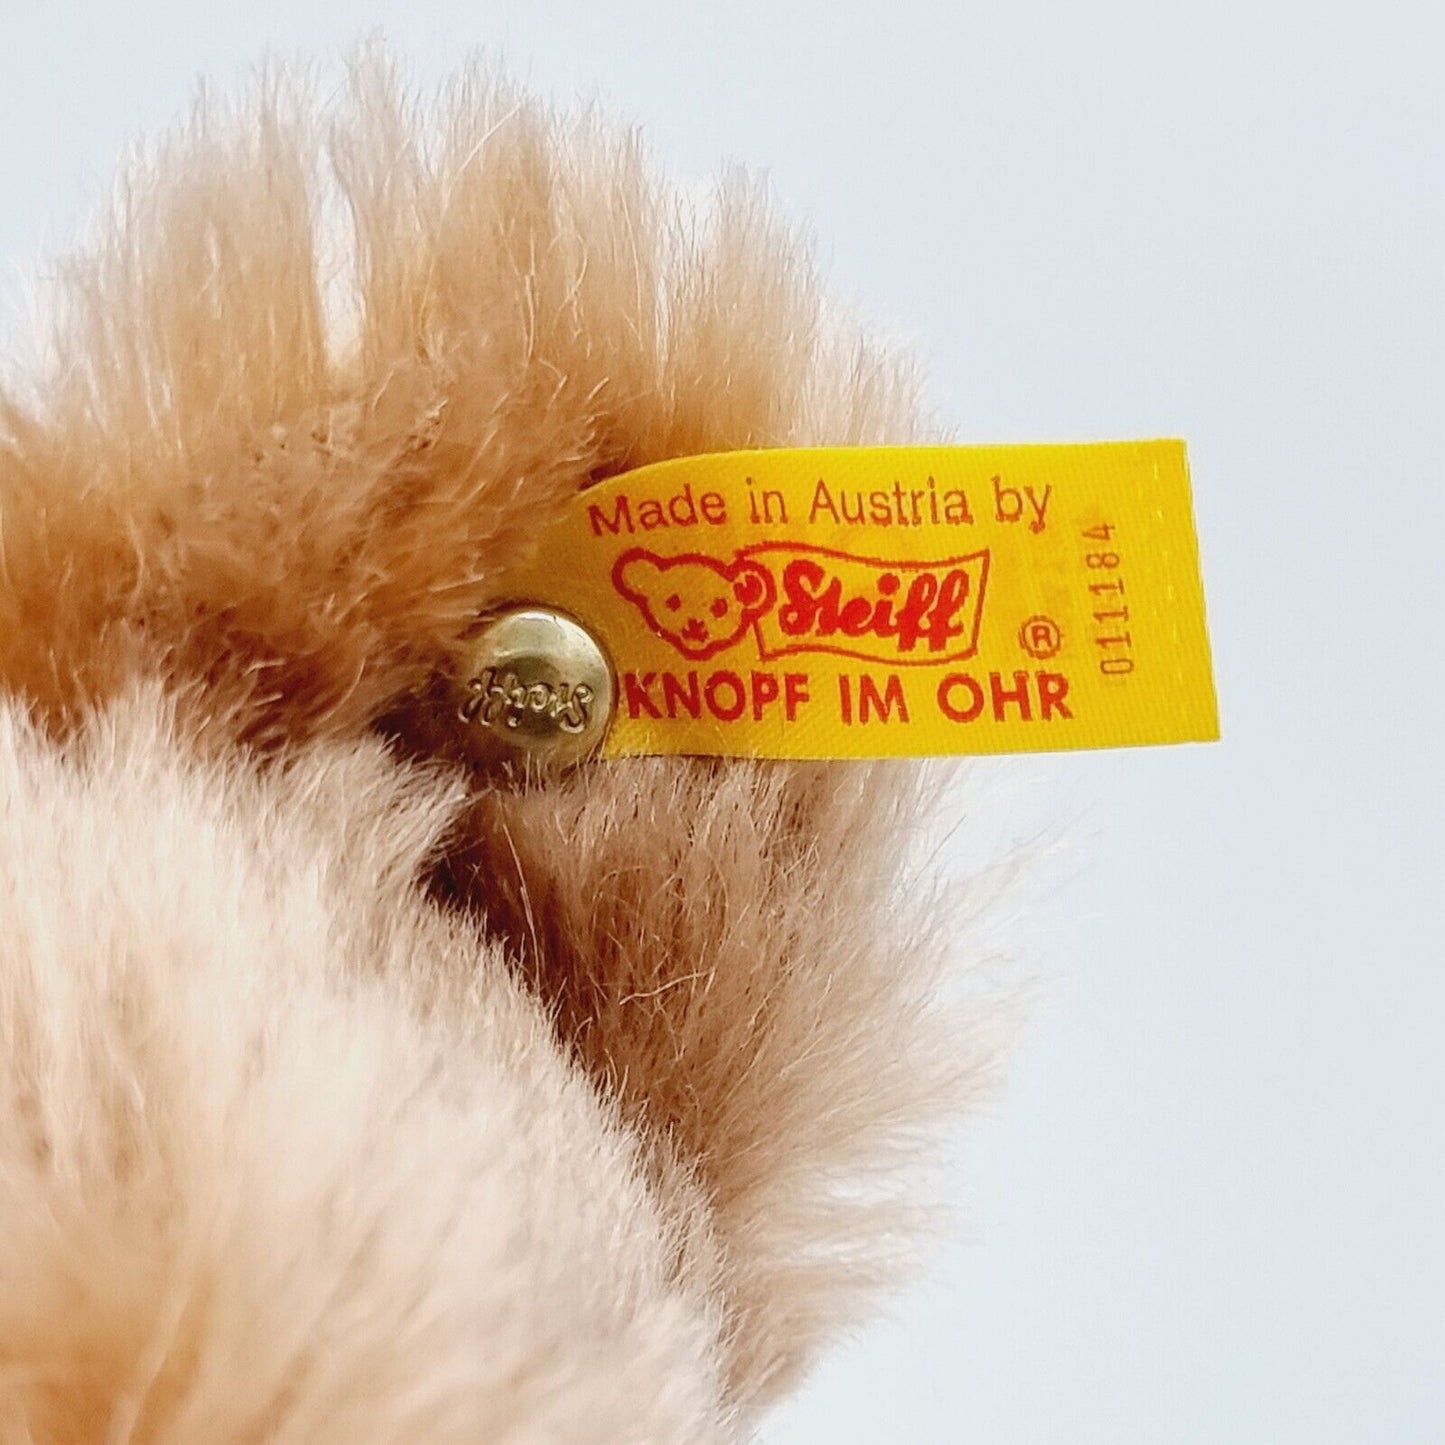 Made in Austria by
Steiff ®
KNOPF IM OHR
011184
Steiff